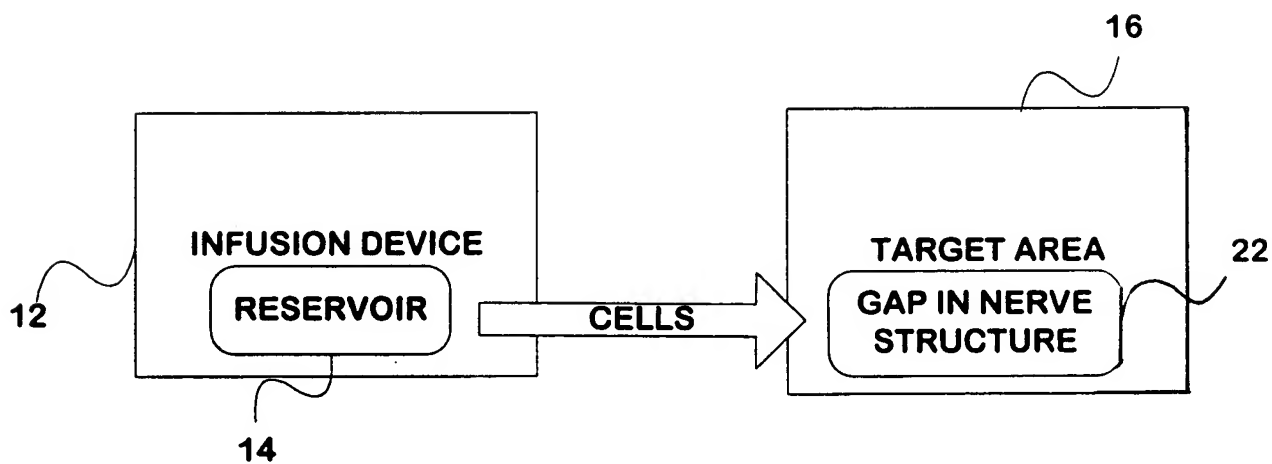 16
INFUSION DEVICE
RESERVOIR
12
14
CELLS
TARGET AREA
GAP IN NERVE
STRUCTURE
22